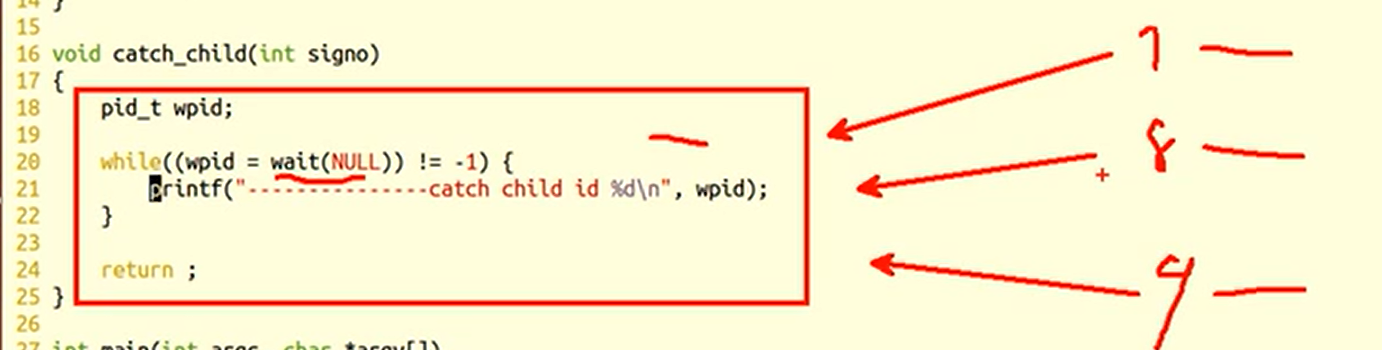 14 }
15
16 void catch_child(int signo)
17 {
18 pid_t wpid;
19
20 while((wpid = wait(NULL)) != -1) {
21 printf("---------------catch child id %d\n", wpid);
22 }
23
24 return ;
25 }
26
27 int main(int argc, char *argv[])
7
8
9